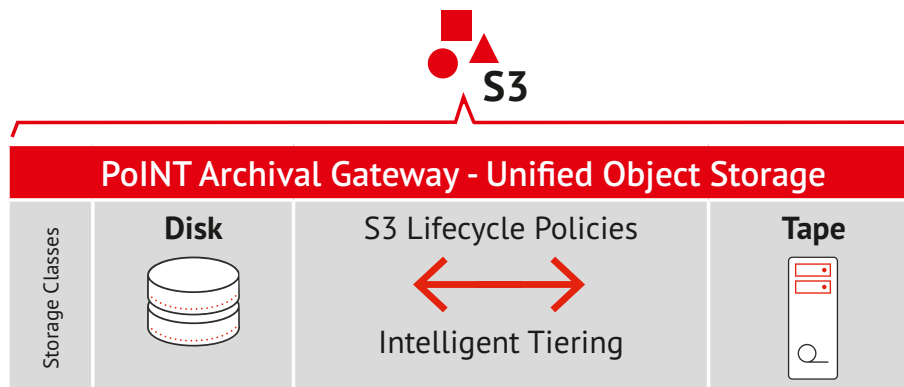 S3
PoINT Archival Gateway - Unified Object Storage
Storage Classes
Disk
S3 Lifecycle Policies
Intelligent Tiering
Tape